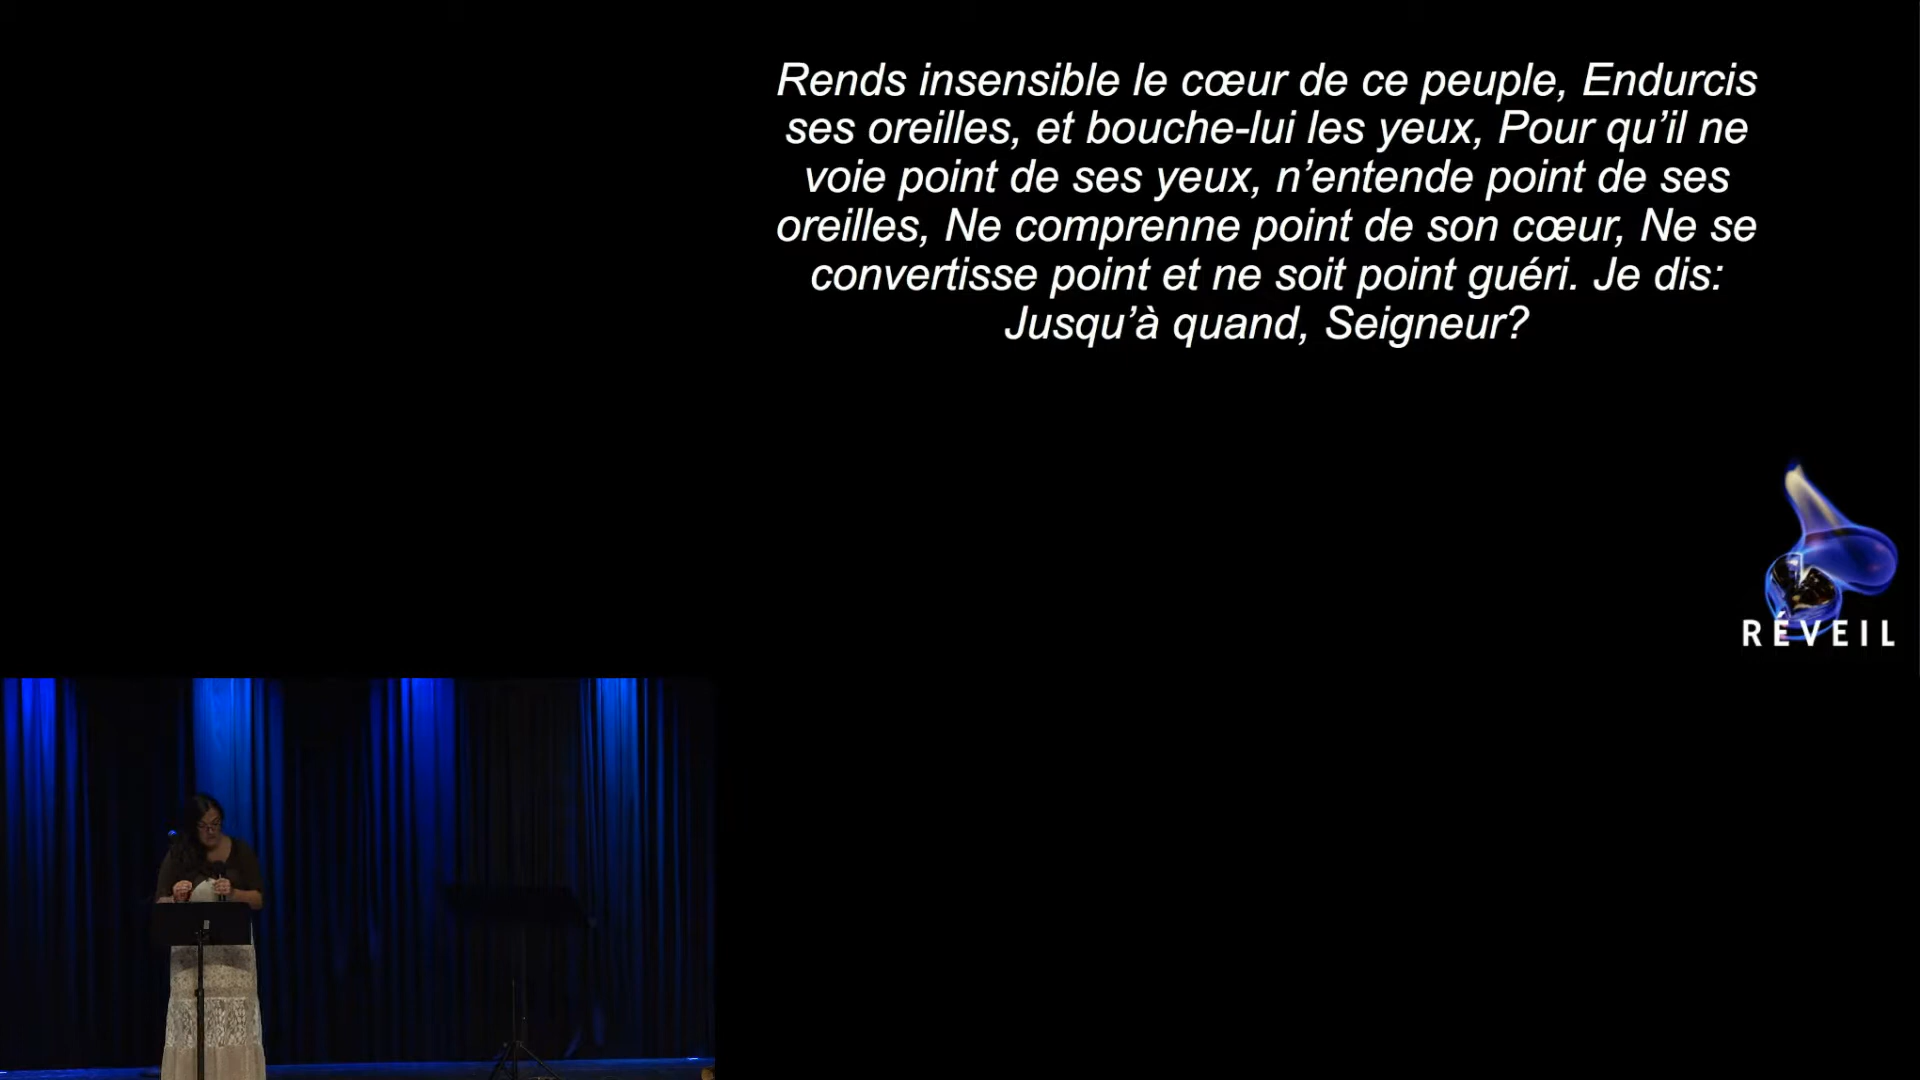 Rends insensible le cœur de ce peuple, Endurcis
ses oreilles, et bouche-lui les yeux, Pour qu’il ne
voie point de ses yeux, n’entende point de ses
oreilles, Ne comprenne point de son cœur, Ne se
convertisse point et ne soit point guéri. Je dis:
Jusqu’à quand, Seigneur?
RÉVEIL